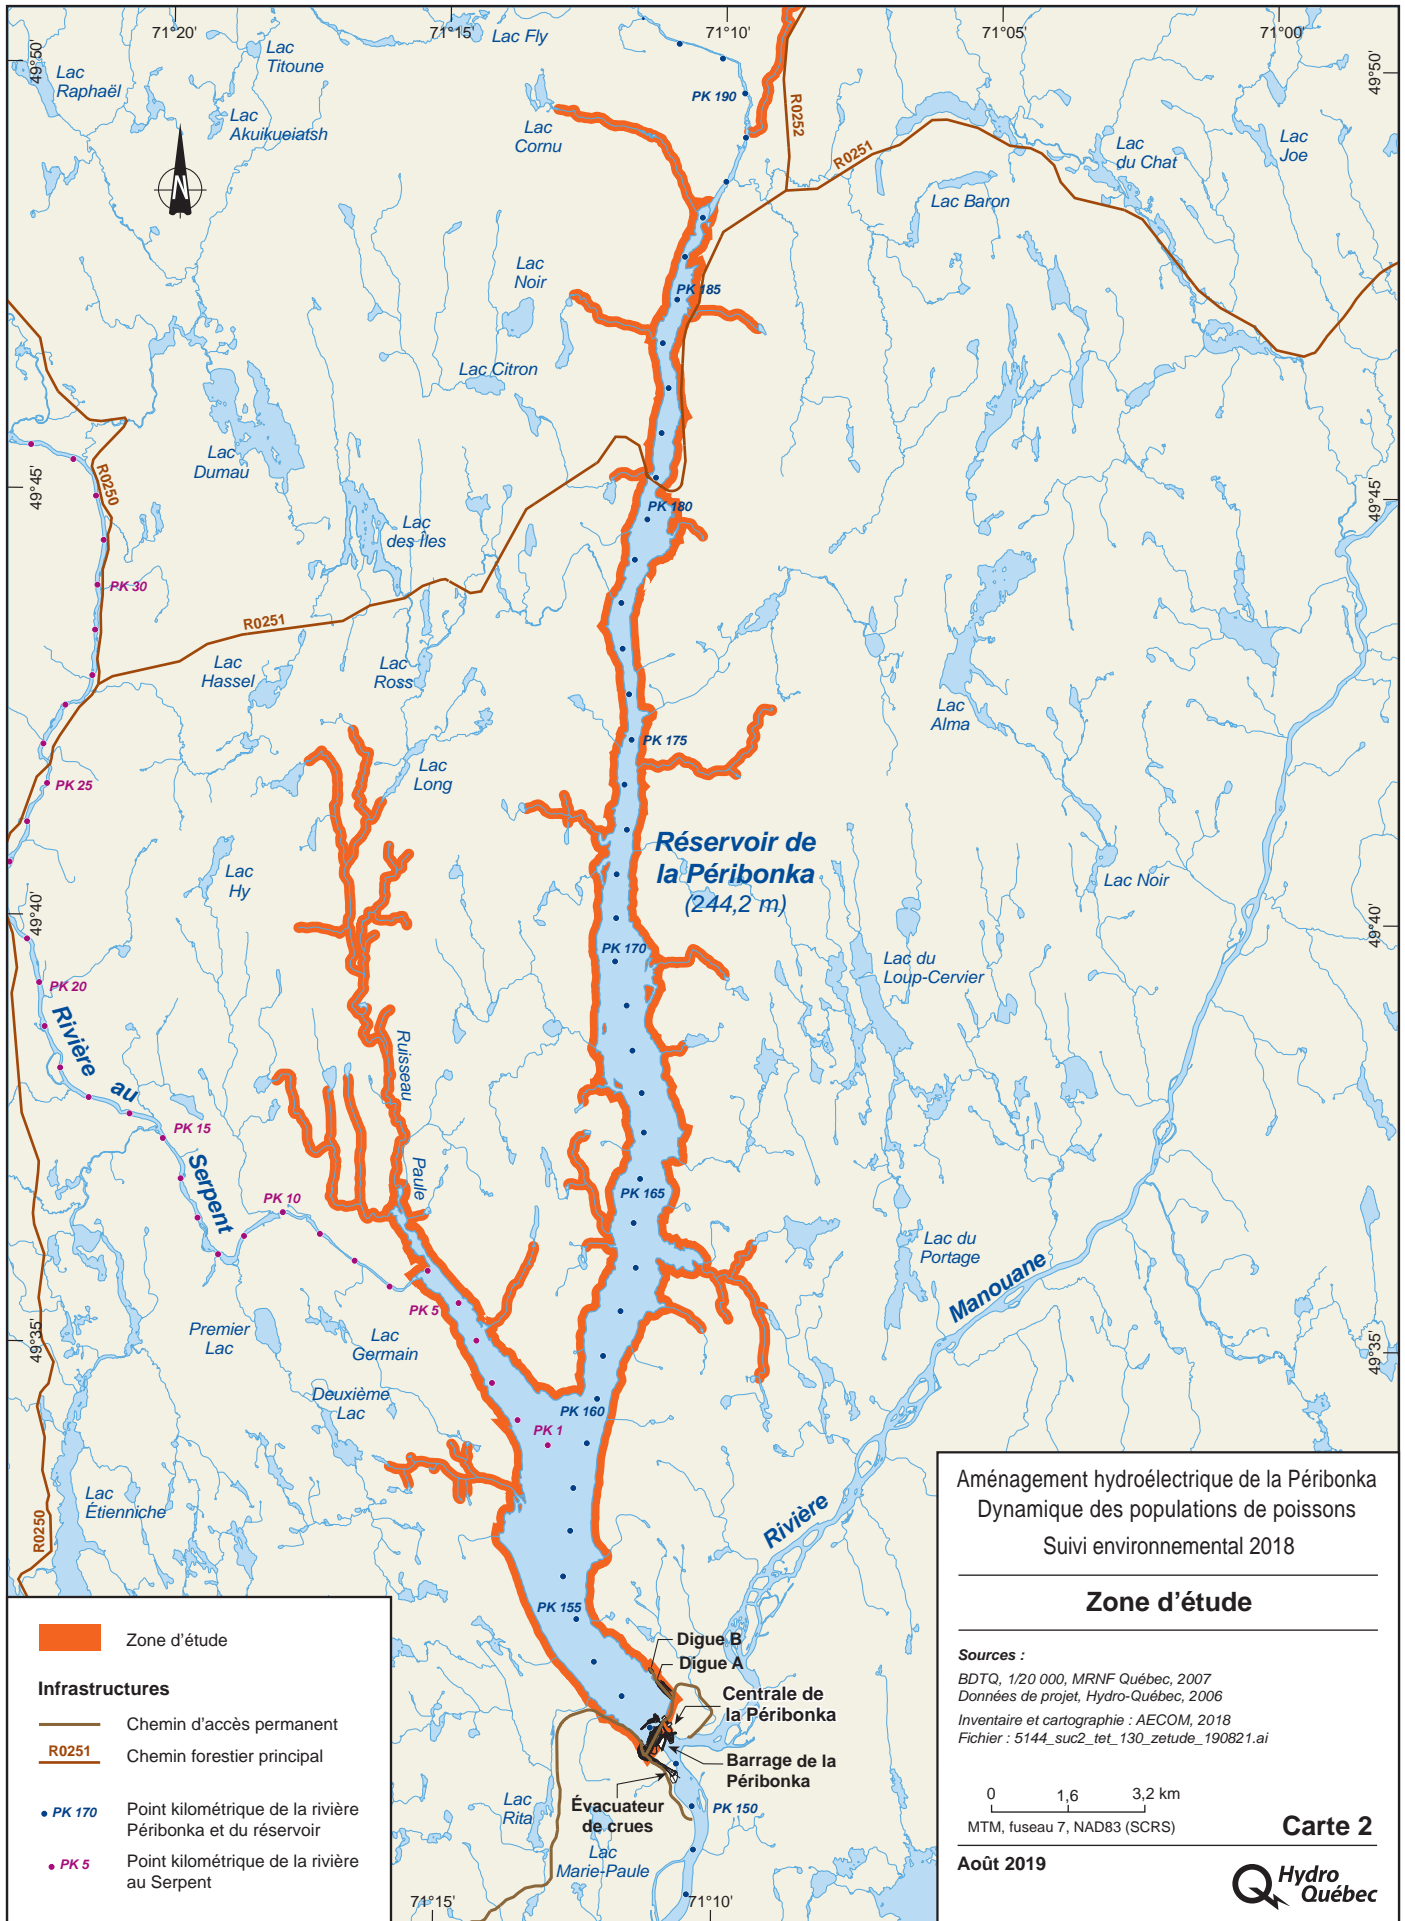 71°20'
71°15'
71°10'
71°05'
71°00'
49°50'
49°50'
Lac
Raphaël
Lac
Titoune
Lac Fly
Lac
Akuikueiatsh
PK 190
R0252
Lac
Cornu
R0251
Lac
du Chat
Lac
Joe
N
Lac Baron
Lac
Noir
PK 185
Lac Citron
Lac
Dumau
R0250
49°45'
49°45'
PK 180
Lac
des Îles
PK 30
R0251
Lac
Hassel
Lac
Ross
Lac
Alma
PK 175
Lac
Long
PK 25
Réservoir de
la Péribonka
(244,2 m)
Lac
Hy
Lac Noir
49°40'
49°40'
PK 170
Lac du
Loup-Cervier
PK 20
Rivière
au
Serpent
Ruisseau
Paule
PK 15
PK 10
PK 165
Lac du
Portage
Rivière
Manouane
PK 5
Premier
Lac
Lac
Germain
49°35'
49°35'
Deuxième
Lac
PK 160
PK 1
Lac
Étienniche
R0250
PK 155
Digue B
Digue A
Centrale de
la Péribonka
Barrage de la
Péribonka
Évacuateur
de crues
PK 150
Lac
Rita
Lac
Marie-Paule
71°15'
71°10'
Zone d'étude
Infrastructures
Chemin d'accès permanent
R0251
Chemin forestier principal
PK 170
Point kilométrique de la rivière
Péribonka et du réservoir
PK 5
Point kilométrique de la rivière
au Serpent
Aménagement hydroélectrique de la Péribonka
Dynamique des populations de poissons
Suivi environnemental 2018
Zone d'étude
Sources :
BDTQ, 1/20 000, MRNF Québec, 2007
Données de projet, Hydro-Québec, 2006
Inventaire et cartographie : AECOM, 2018
Fichier : 5144_suc2_tet_130_zetude_190821.ai
0 1,6 3,2 km
MTM, fuseau 7, NAD83 (SCRS)
Carte 2
Août 2019
Hydro
Québec